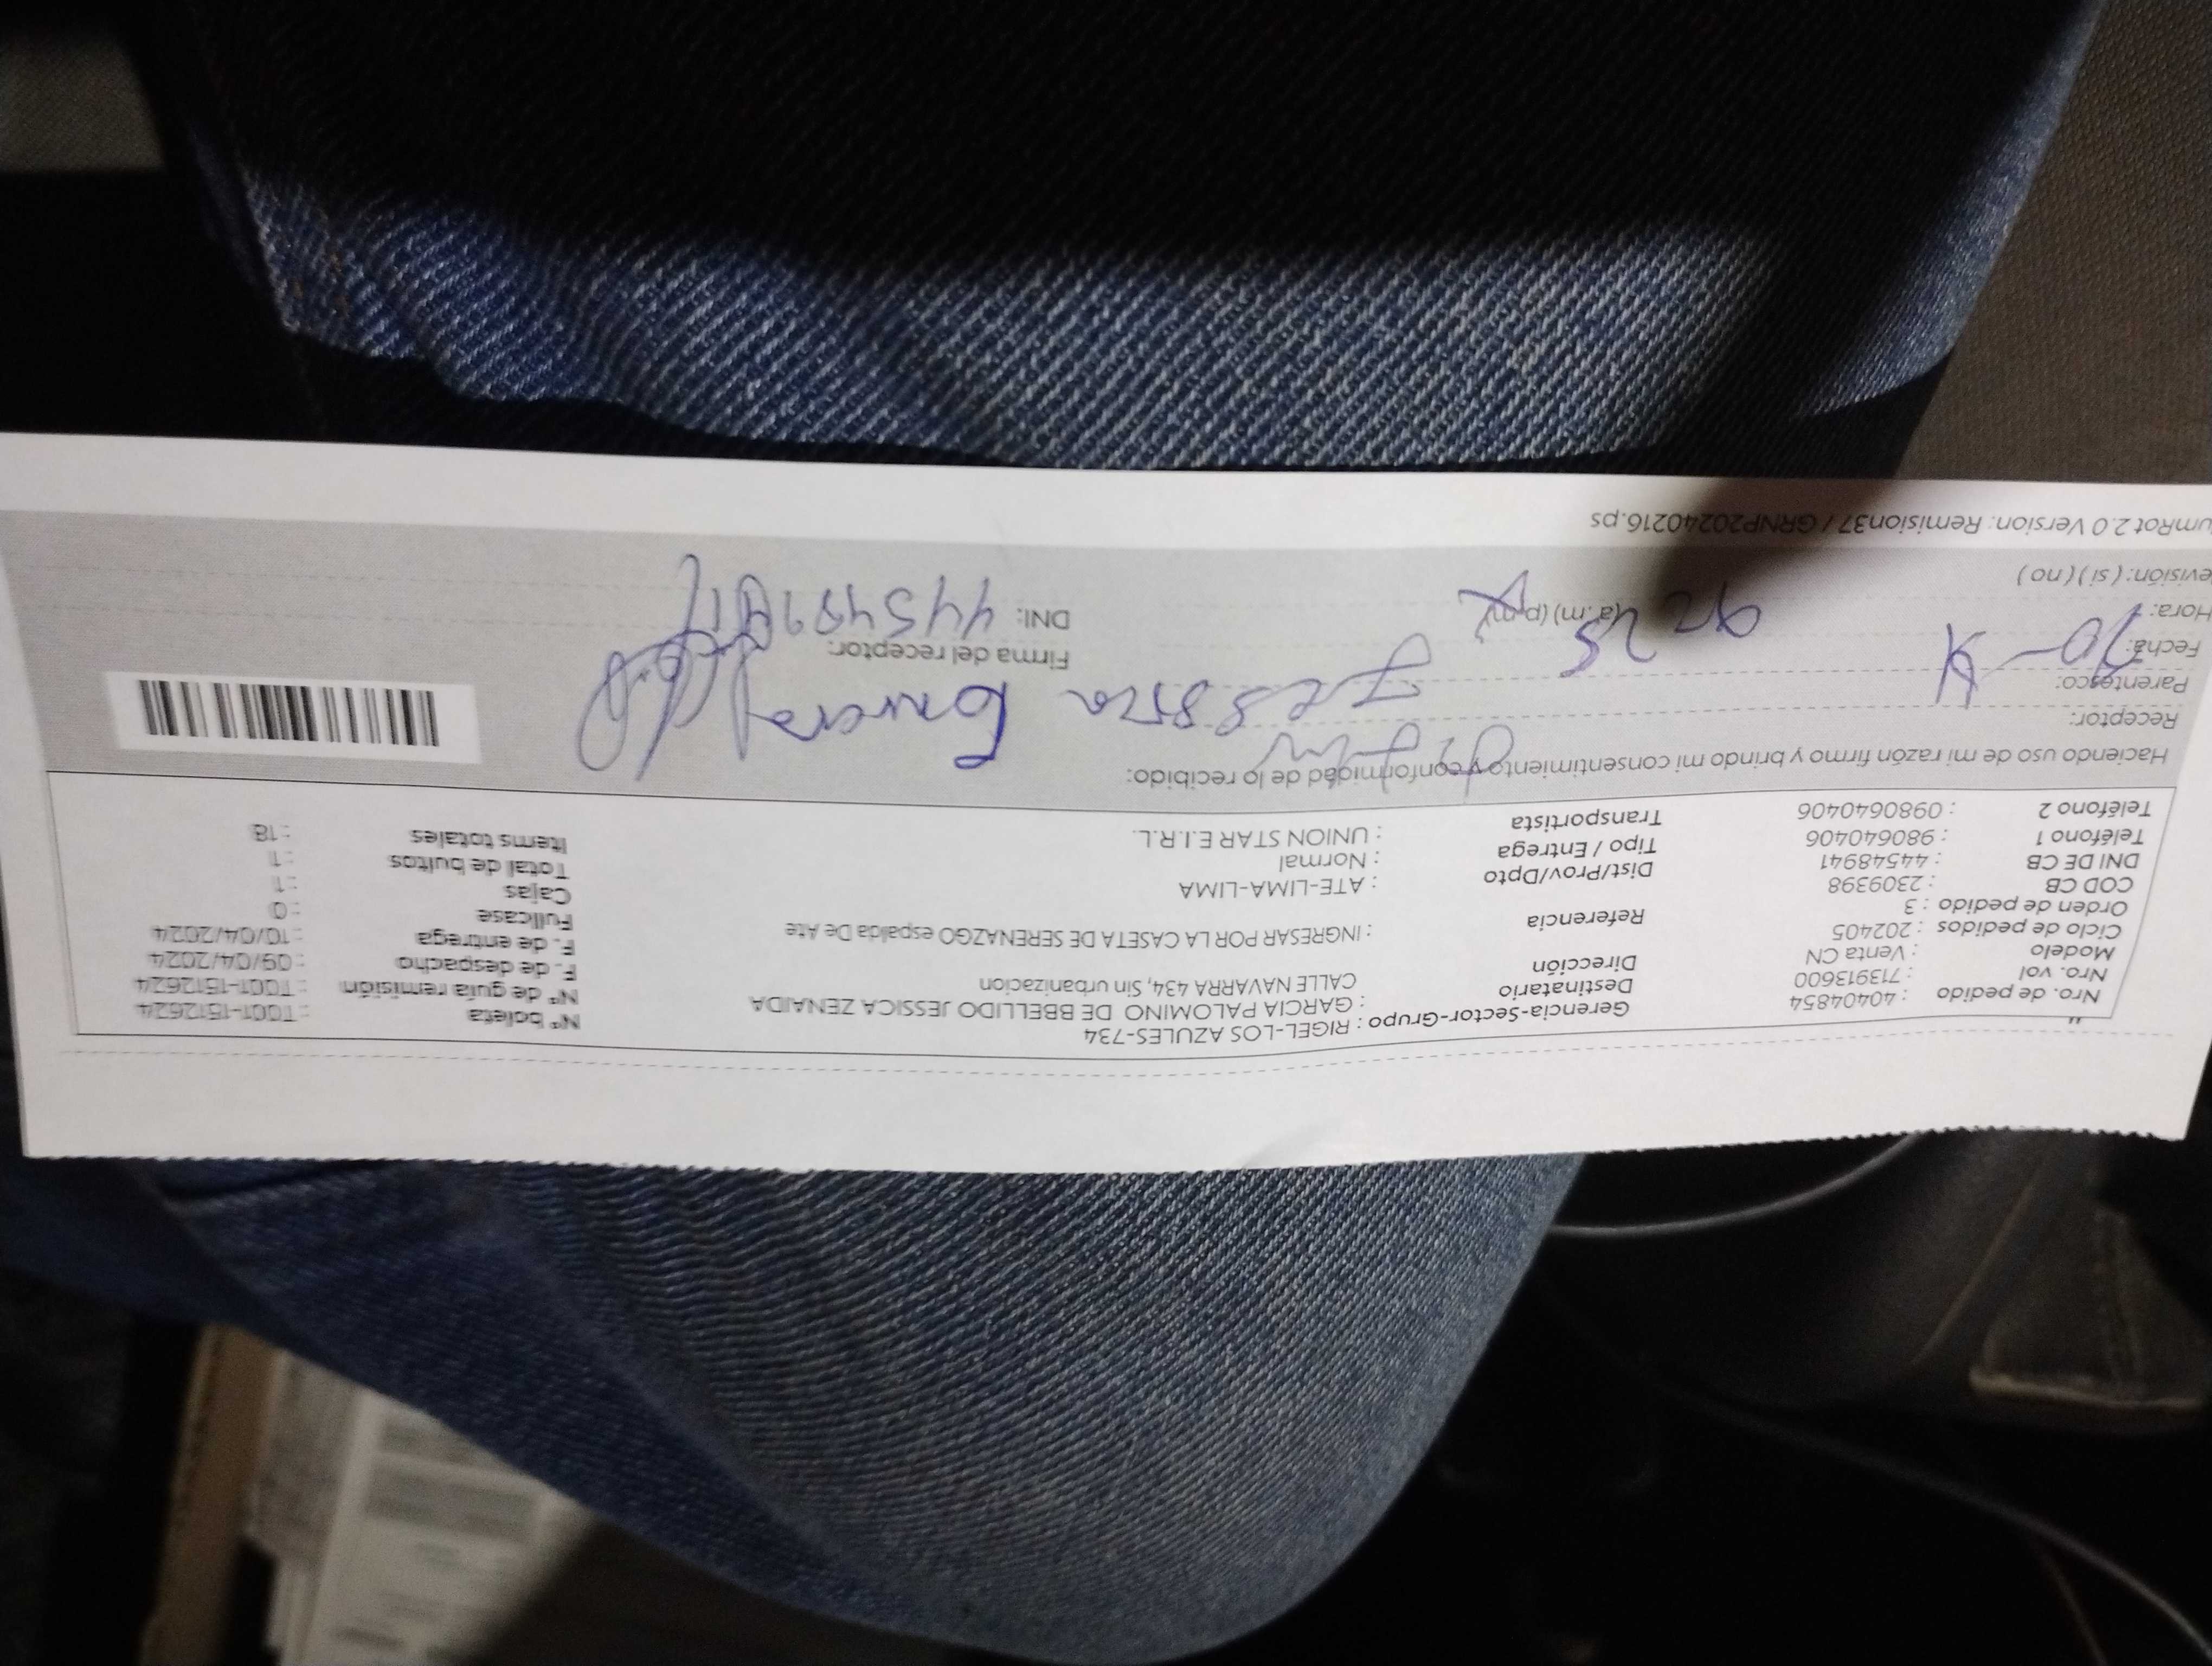 Nro. de pedido : 40404854
Nro. vol : 713913600
Modelo : Venta CN
Ciclo de pedidos : 202405
Orden de pedido : 3
COD CB : 2309398
DNI DE CB : 44548941
Teléfono 1 : 980640406
Teléfono 2 : 0980640406
Gerencia-Sector-Grupo : RIGEL-LOS AZULES-734
Destinatario : GARCIA PALOMINO DE BBELLIDO JESSICA ZENAIDA
Dirección CALLE NAVARRA 434, Sin urbanizacion
Referencia : INGRESAR POR LA CASETA DE SERENAZGO espalda De Ate
Dist/Prov/Dpto : ATE-LIMA-LIMA
Tipo / Entrega : Normal
Transportista : UNION STAR E.I.R.L.
N° boleta : T001-1512624
N° de guía remisión : T001-1512624
F. de despacho : 09/04/2024
F. de entrega : 10/04/2024
Fullcase : 0
Cajas : 1
Total de bultos : 1
Items totales : 18
Haciendo uso de mi razón firmo y brindo mi consentimiento y conformidad de lo recibido:
Receptor:
Parentesco:
Fecha:
Hora: (a.m) (p.m)
evisión: (si) (no)
Firma del receptor:
DNI:
umRot 2.0 Version: Remision37 / GRNP20240216.ps